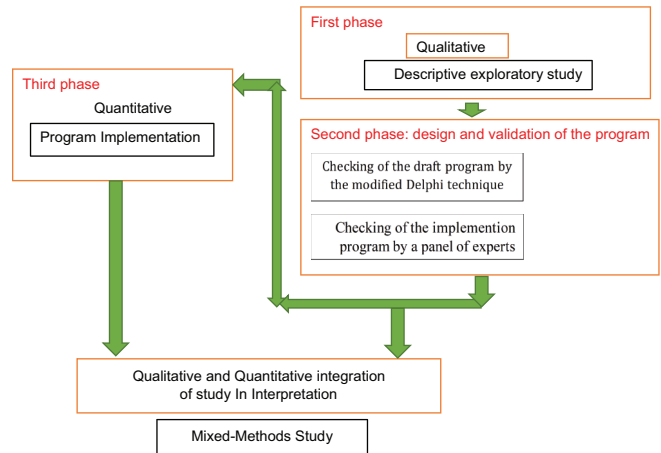 First phase
Qualitative
Descriptive exploratory study
Second phase: design and validation of the program
Checking of the draft program by
the modified Delphi technique
Checking of the implemention
program by a panel of experts
Third phase
Quantitative
Program Implementation
Qualitative and Quantitative integration
of study In Interpretation
Mixed-Methods Study